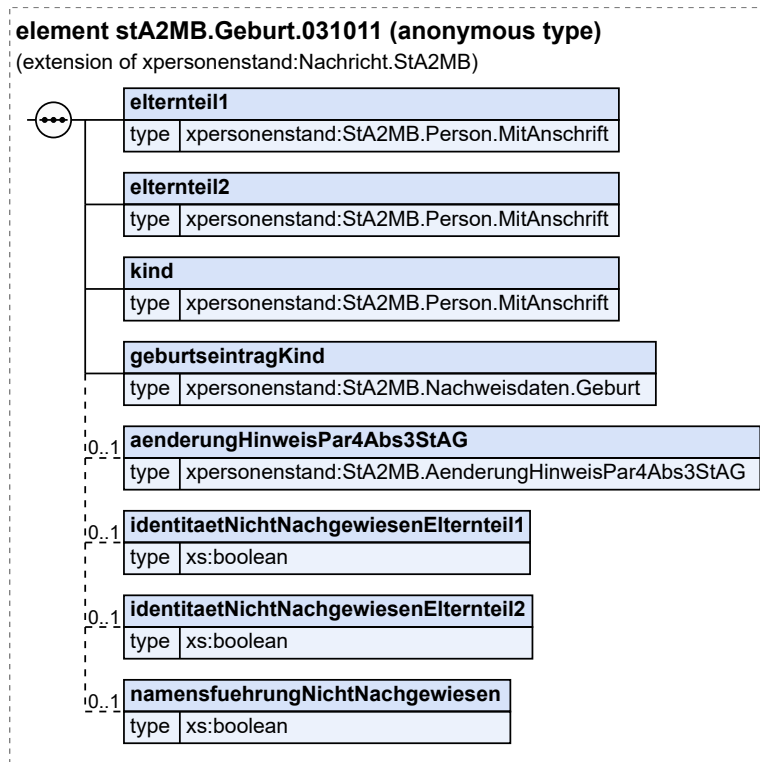 element stA2MB.Geburt.031011 (anonymous type)
(extension of xpersonenstand:Nachricht.StA2MB)
elternteil1
type xpersonenstand:StA2MB.Person.MitAnschrift
elternteil2
type xpersonenstand:StA2MB.Person.MitAnschrift
kind
type xpersonenstand:StA2MB.Person.MitAnschrift
geburtseintragKind
type xpersonenstand:StA2MB.Nachweisdaten.Geburt
0..1 aenderungHinweisPar4Abs3StAG
type xpersonenstand:StA2MB.AenderungHinweisPar4Abs3StAG
0..1 identitaetNichtNachgewiesenElternteil1
type xs:boolean
0..1 identitaetNichtNachgewiesenElternteil2
type xs:boolean
0..1 namensfuehrungNichtNachgewiesen
type xs:boolean